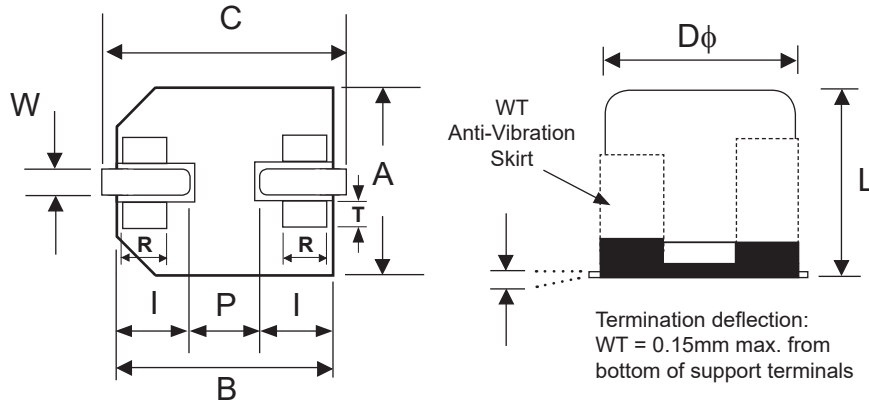 C
W
A
T
R
R
I
P
I
B
Dϕ
WT
Anti-Vibration
Skirt
L
Termination deflection:
WT = 0.15mm max. from
bottom of support terminals